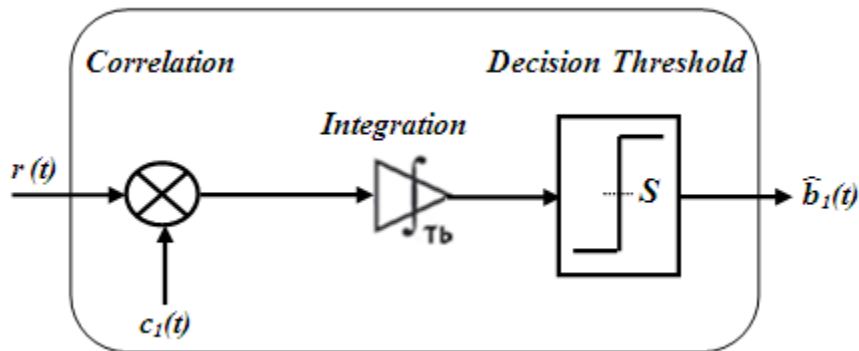 Correlation
Decision Threshold
Integration
r (t)
Tb
S
b̂₁(t)
c₁(t)